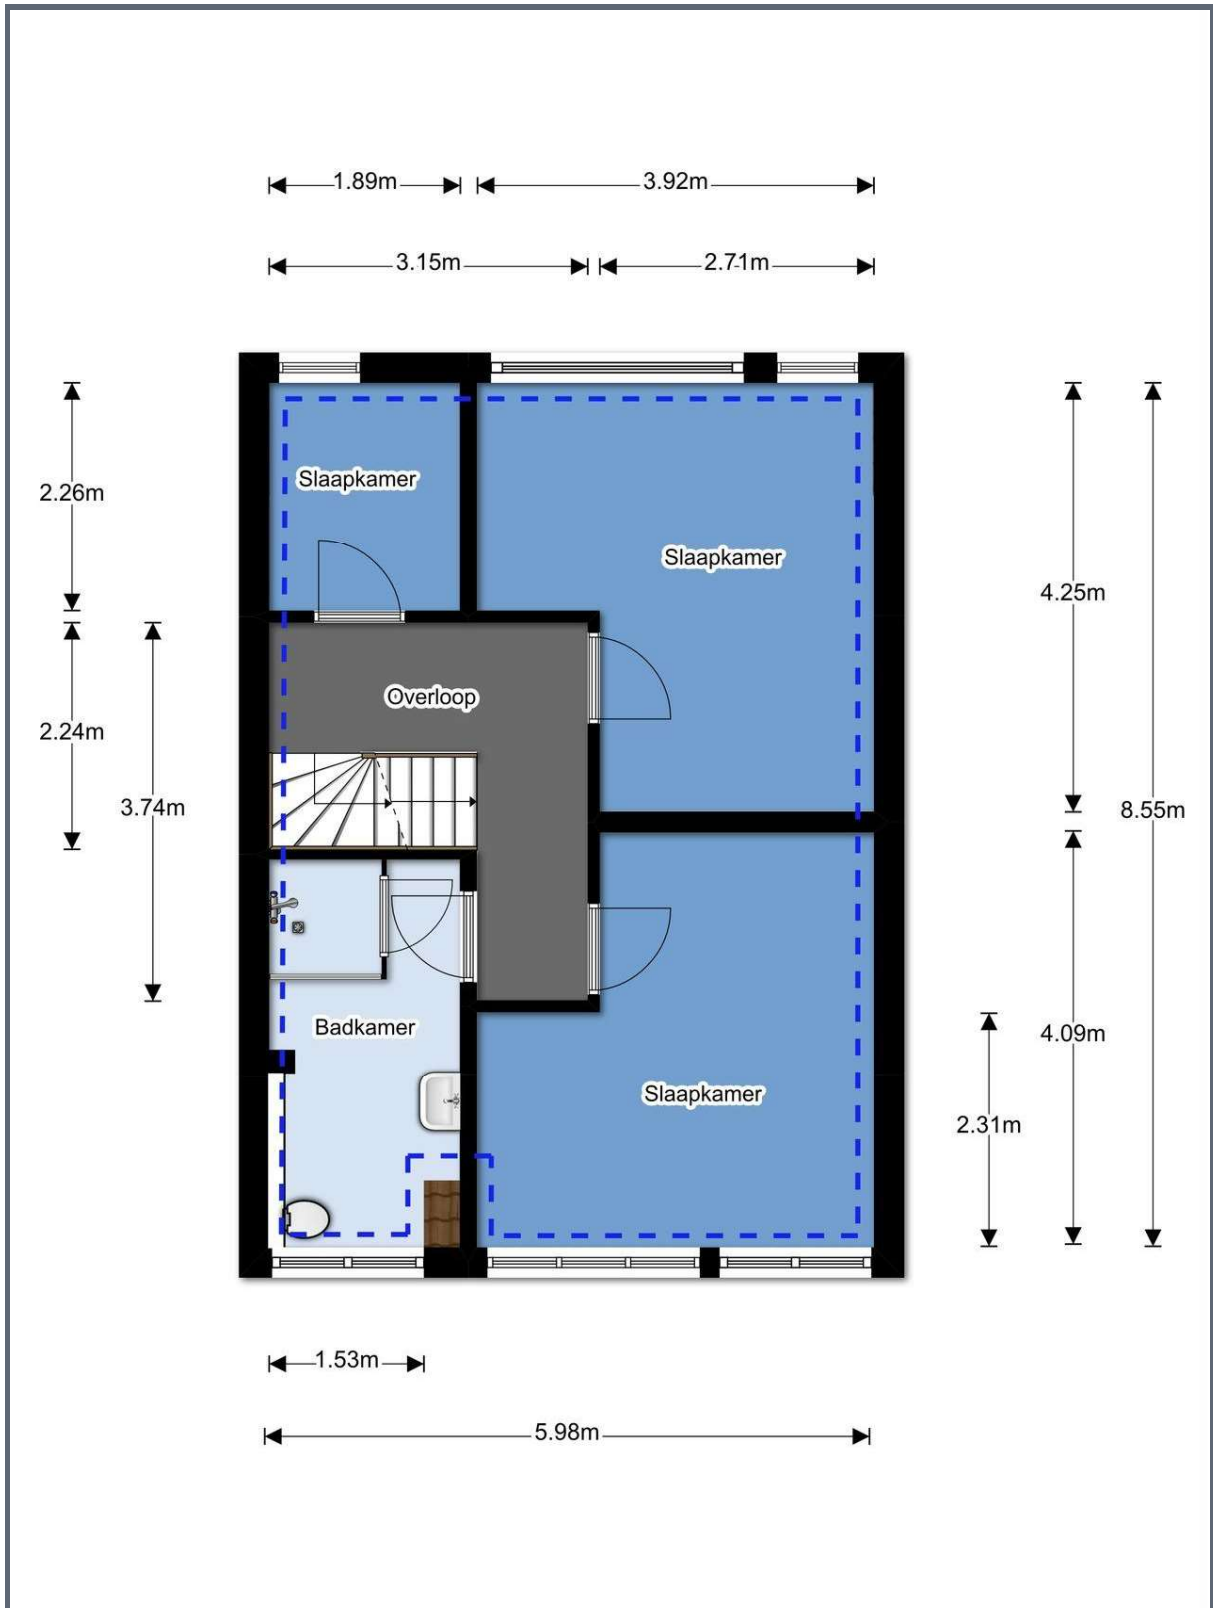 1.89m
3.92m
3.15m
2.71m
2.26m
Slaapkamer
Slaapkamer
4.25m
Overloop
2.24m
3.74m
8.55m
Badkamer
4.09m
Slaapkamer
2.31m
1.53m
5.98m